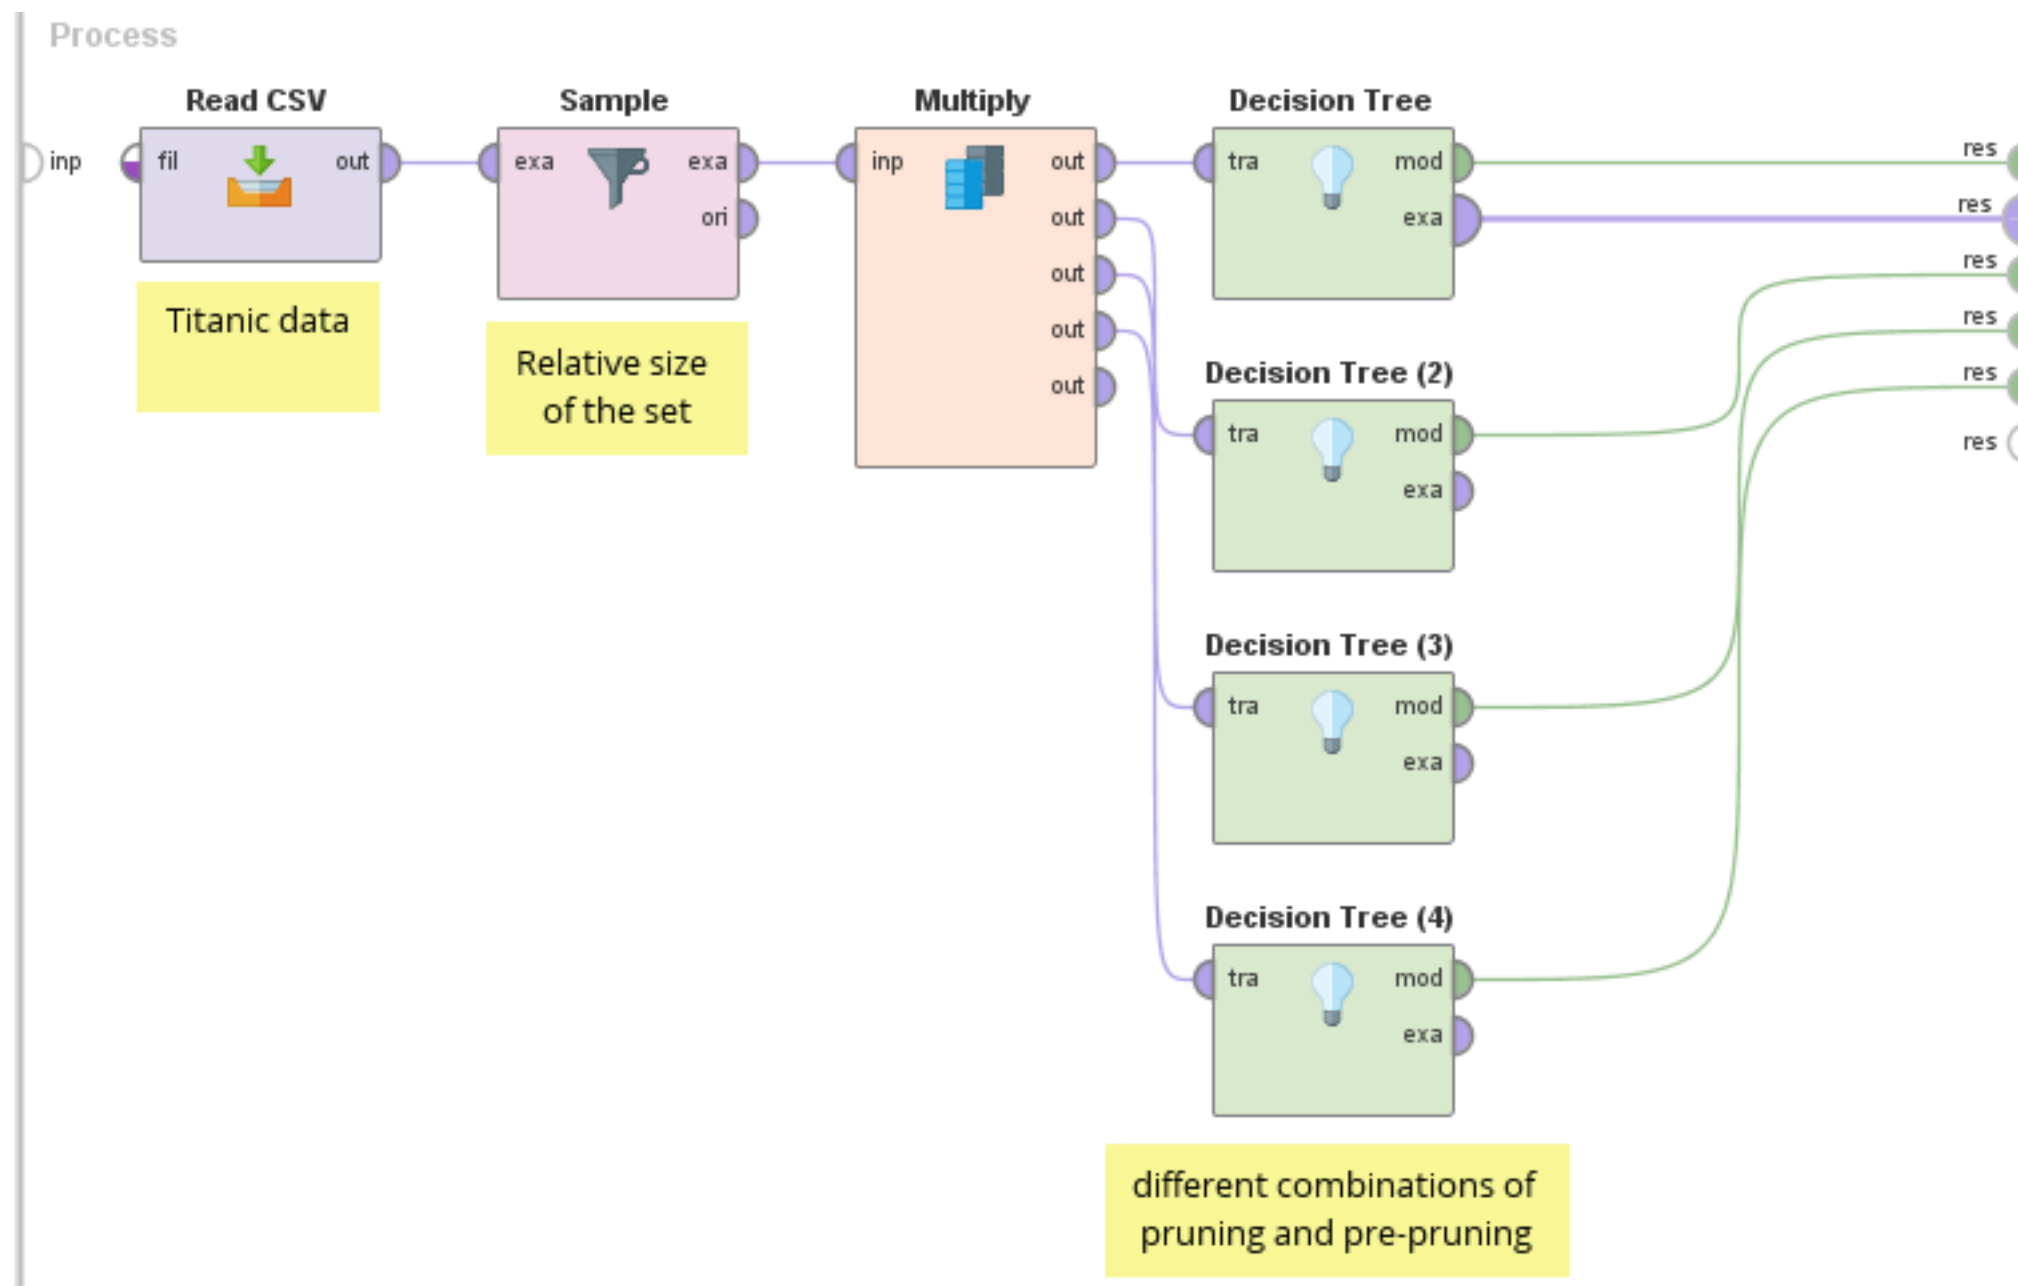 Process
Read CSV
Sample
Multiply
Decision Tree
inp
fil
out
exa
exa
ori
inp
out
out
out
out
out
tra
mod
exa
res
res
res
res
res
res
Titanic data
Relative size
of the set
Decision Tree (2)
tra
mod
exa
Decision Tree (3)
tra
mod
exa
Decision Tree (4)
tra
mod
exa
different combinations of
pruning and pre-pruning